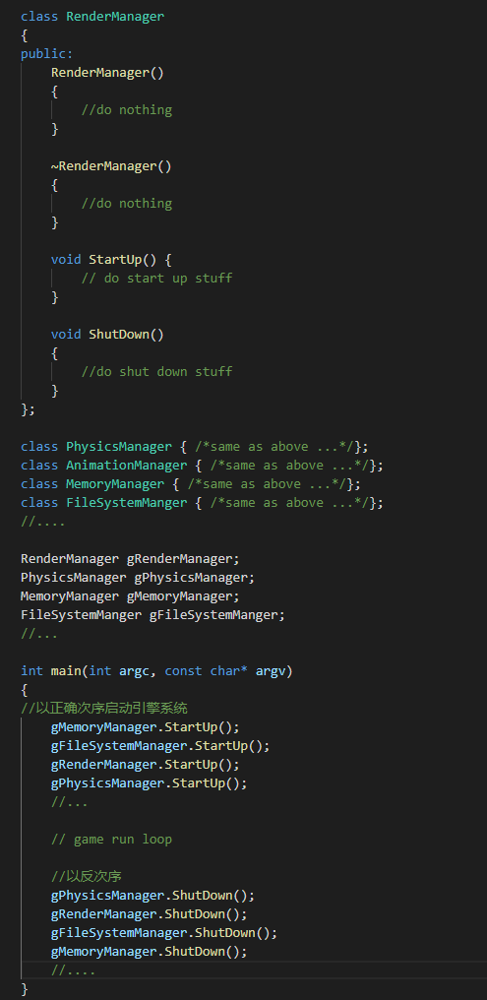 class RenderManager
{
public:
    RenderManager()
    {
        //do nothing
    }

    ~RenderManager()
    {
        //do nothing
    }

    void StartUp() {
        // do start up stuff
    }

    void ShutDown()
    {
        //do shut down stuff
    }
};

class PhysicsManager { /*same as above ...*/};
class AnimationManager { /*same as above ...*/};
class MemoryManager { /*same as above ...*/};
class FileSystemManger { /*same as above ...*/};
//....

RenderManager gRenderManager;
PhysicsManager gPhysicsManager;
MemoryManager gMemoryManager;
FileSystemManger gFileSystemManger;
//...

int main(int argc, const char* argv)
{
//以正确次序启动引擎系统
    gMemoryManager.StartUp();
    gFileSystemManager.StartUp();
    gRenderManager.StartUp();
    gPhysicsManager.StartUp();
    //...

    // game run loop

    //以反次序
    gPhysicsManager.ShutDown();
    gRenderManager.ShutDown();
    gFileSystemManager.ShutDown();
    gMemoryManager.ShutDown();
    //....
}